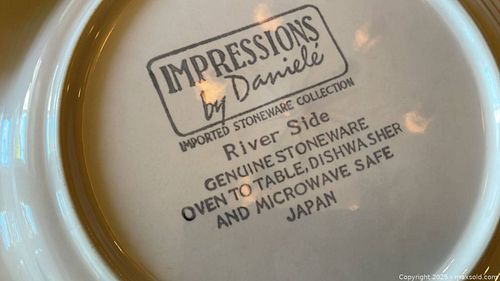 IMPRESSIONS
by Danielé
IMPORTED STONEWARE COLLECTION
River Side
GENUINE STONEWARE
OVEN TO TABLE, DISHWASHER
AND MICROWAVE SAFE
JAPAN
Copyright 2025 - maxsold.com